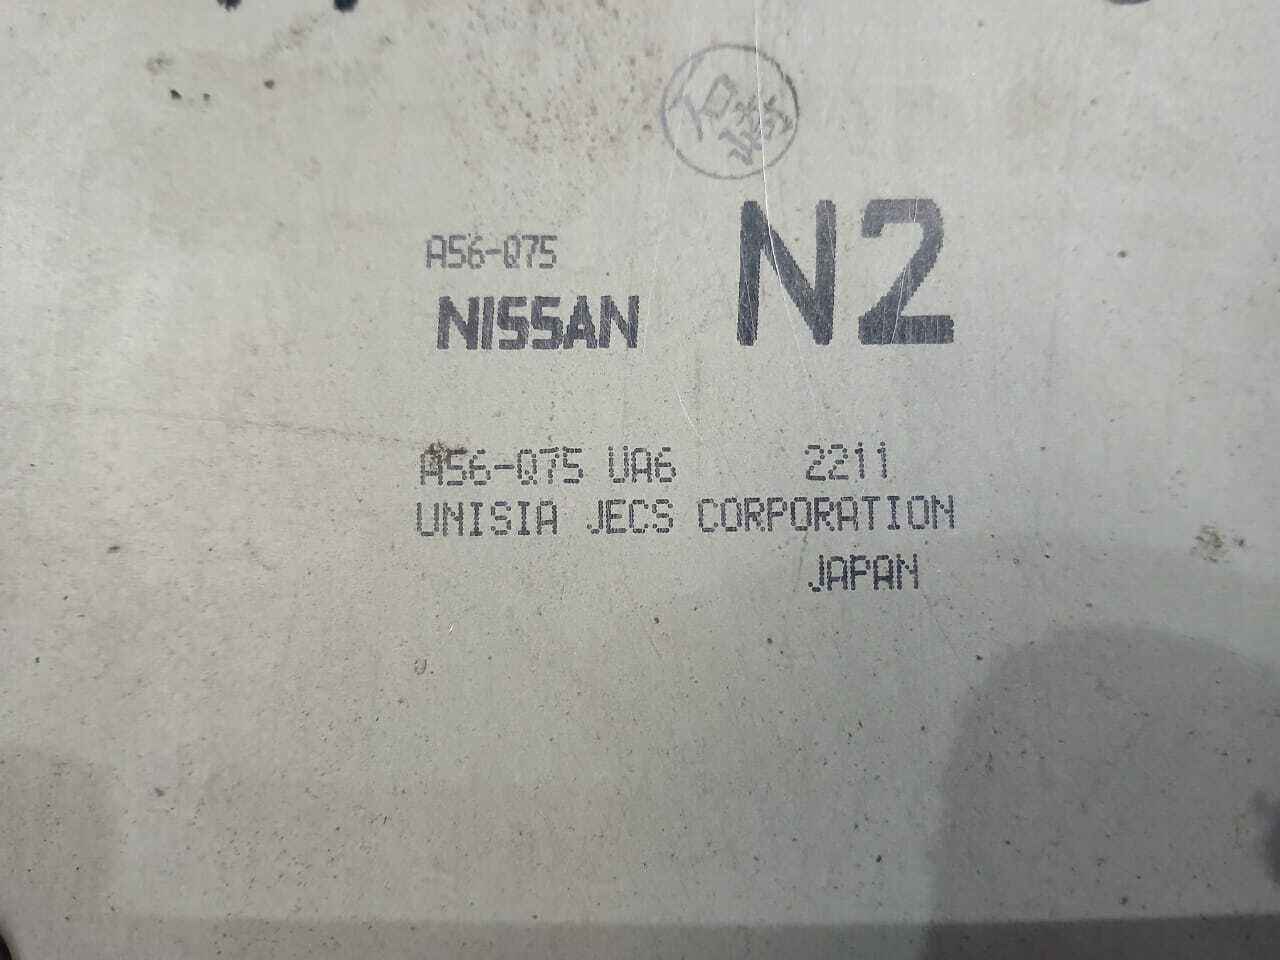 A56-Q75
NISSAN N2
A56-Q75 UA6 2211
UNISIA JECS CORPORATION
JAPAN